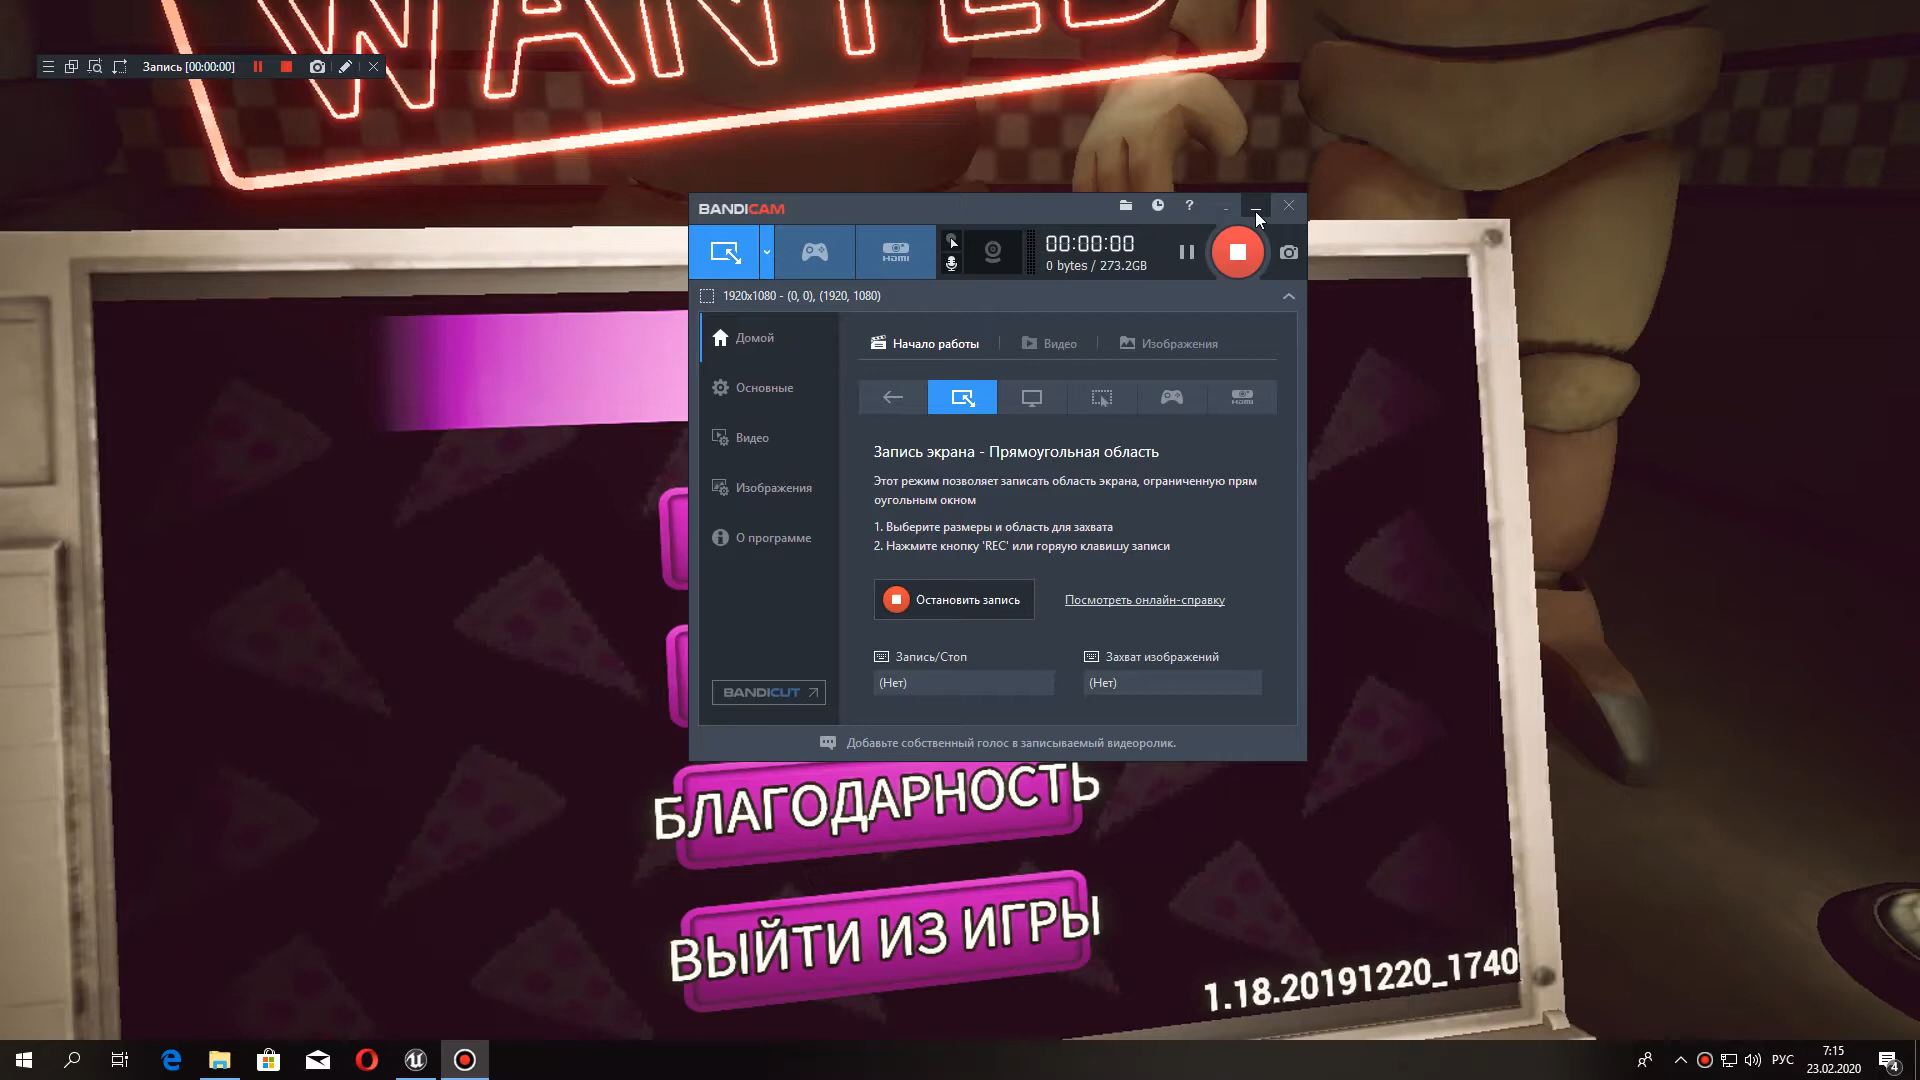 WANTED
Запись [00:00:00]
BANDICAM
?
HDMI
00:00:00
0 bytes / 273.2GB
1920x1080 - (0, 0), (1920, 1080)
Домой
Основные
Видео
Изображения
О программе
BANDICUT
Начало работы
Видео
Изображения
HDMI
Запись экрана - Прямоугольная область
Этот режим позволяет записать область экрана, ограниченную прям
оугольным окном
1. Выберите размеры и область для захвата
2. Нажмите кнопку 'REC' или горяую клавишу записи
Остановить запись
Посмотреть онлайн-справку
Запись/Стоп
Захват изображений
(Нет)
(Нет)
Добавьте собственный голос в записываемый видеоролик.
БЛАГОДАРНОСТЬ
ВЫЙТИ ИЗ ИГРЫ
1.18.20191220_1740
РУС
7:15
23.02.2020
4